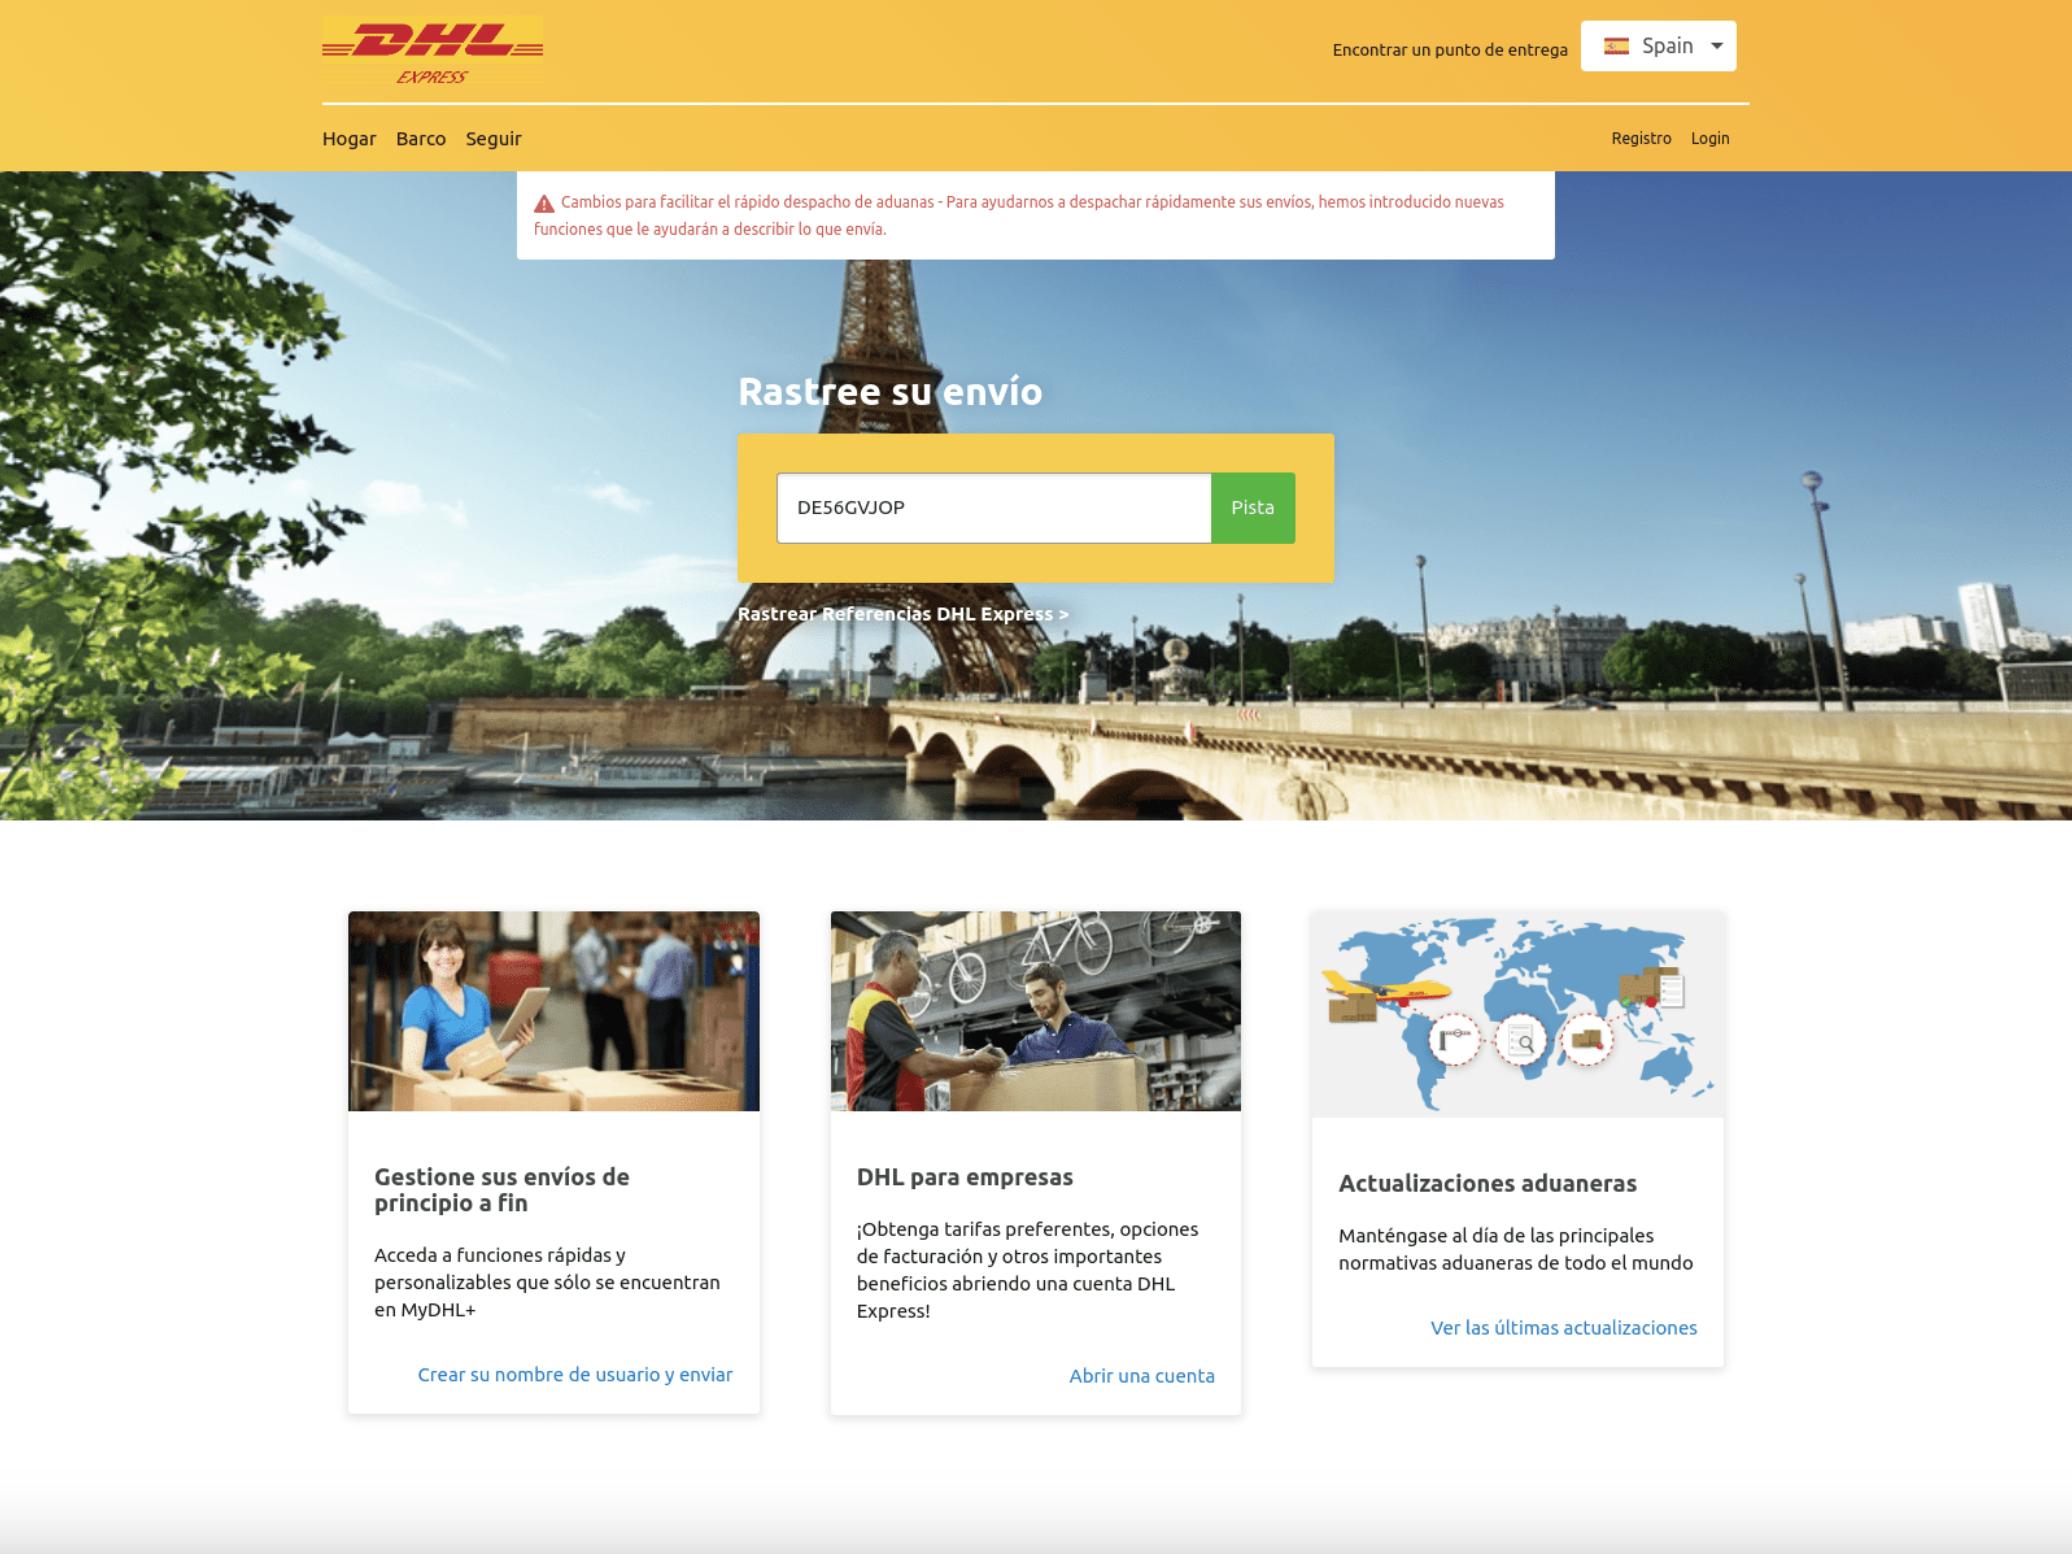 DHL
EXPRESS
Encontrar un punto de entrega
Spain
Hogar Barco Seguir
Registro Login
Cambios para facilitar el rápido despacho de aduanas - Para ayudarnos a despachar rápidamente sus envíos, hemos introducido nuevas
funciones que le ayudarán a describir lo que envía.
Rastree su envío
DE56GVJOP
Pista
Rastrear Referencias DHL Express >
Gestione sus envíos de
principio a fin
Acceda a funciones rápidas y
personalizables que sólo se encuentran
en MyDHL+
Crear su nombre de usuario y enviar
DHL para empresas
¡Obtenga tarifas preferentes, opciones
de facturación y otros importantes
beneficios abriendo una cuenta DHL
Express!
Abrir una cuenta
Actualizaciones aduaneras
Manténgase al día de las principales
normativas aduaneras de todo el mundo
Ver las últimas actualizaciones